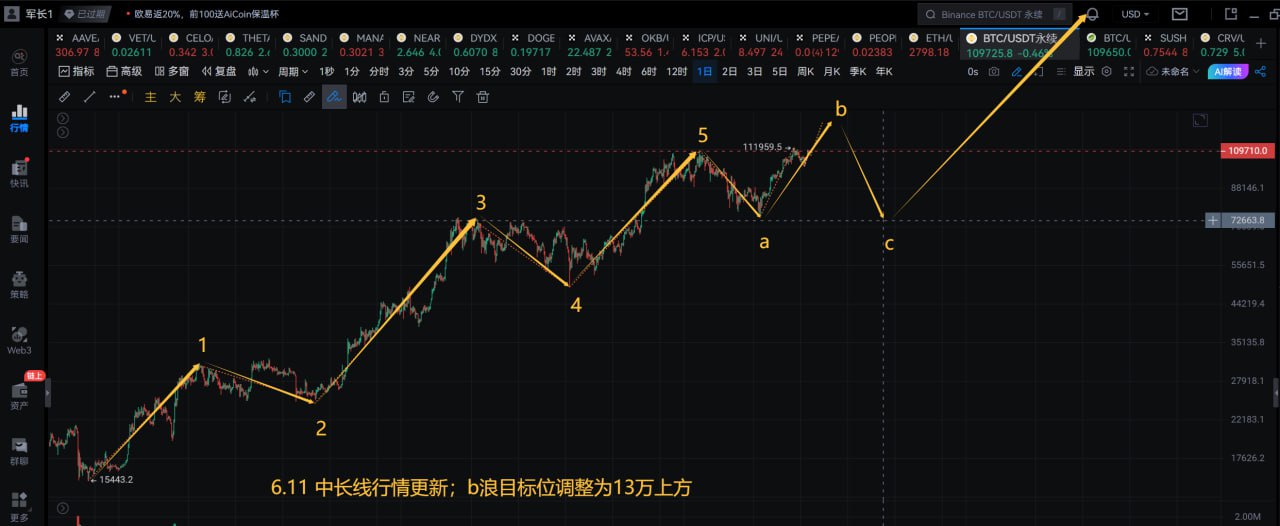 军长1 已过期 • 欧易返20%，前100送AiCoin保温杯 Binance BTC/USDT 永续 / USD
AAVE/ VET/U CELO/ THET/ SAND MAN/ NEAR DYDX DOGE AVAX/ OKB/U ICP/US UNI/L PEPE/ PEOPL ETH/L BTC/USDT永续 BTC/L SUSH CRV/L
306.97 8 0.02611 0.342 3. 0.826 1. 0.3000 2 0.3021 3 2.646 4. 0.6070 8 0.19717 22.487 2 53.56 1. 6.153 2. 8.497 24 0.0{4}12 0.02383 2798.18 109725.8 -0.46% 109650. 0.7544 8 0.729 5.
指标 高级 多窗 复盘 周期 1秒 1分 分时 3分 5分 10分 15分 30分 1时 2时 3时 4时 6时 12时 1日 2日 3日 5日 周K 月K 季K 年K 0s 显示 未命名 AI解读
主 大 筹
首页
行情
快讯
要闻
策略
Web3
链上
资产
群聊
更多
b
5
111959.5
109710.0
3
88146.1
72663.8
a
c
4
55651.5
44219.4
1
35135.8
27918.1
2
22183.1
15443.2
17626.2
6.11 中长线行情更新；b浪目标位调整为13万上方
2.00M